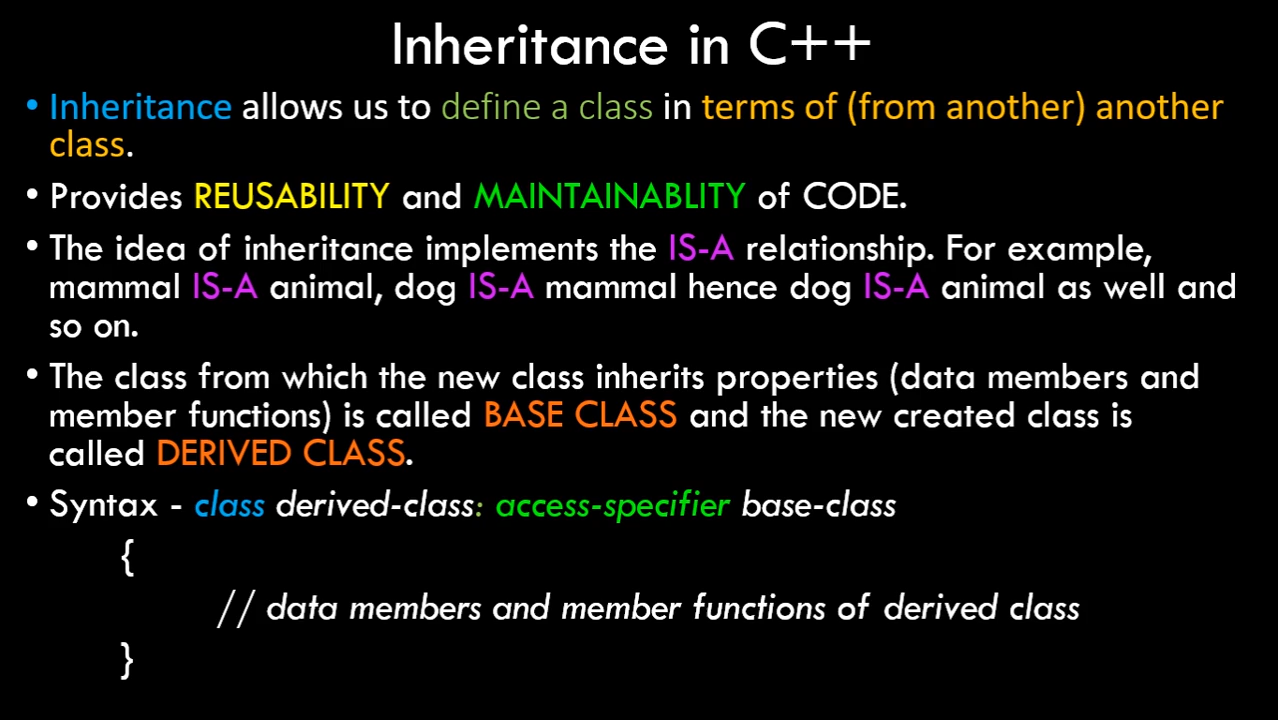 Inheritance in C++
• Inheritance allows us to define a class in terms of (from another) another
class.
• Provides REUSABILITY and MAINTAINABLITY of CODE.
• The idea of inheritance implements the IS-A relationship. For example,
mammal IS-A animal, dog IS-A mammal hence dog IS-A animal as well and
so on.
• The class from which the new class inherits properties (data members and
member functions) is called BASE CLASS and the new created class is
called DERIVED CLASS.
• Syntax - class derived-class: access-specifier base-class
{
// data members and member functions of derived class
}